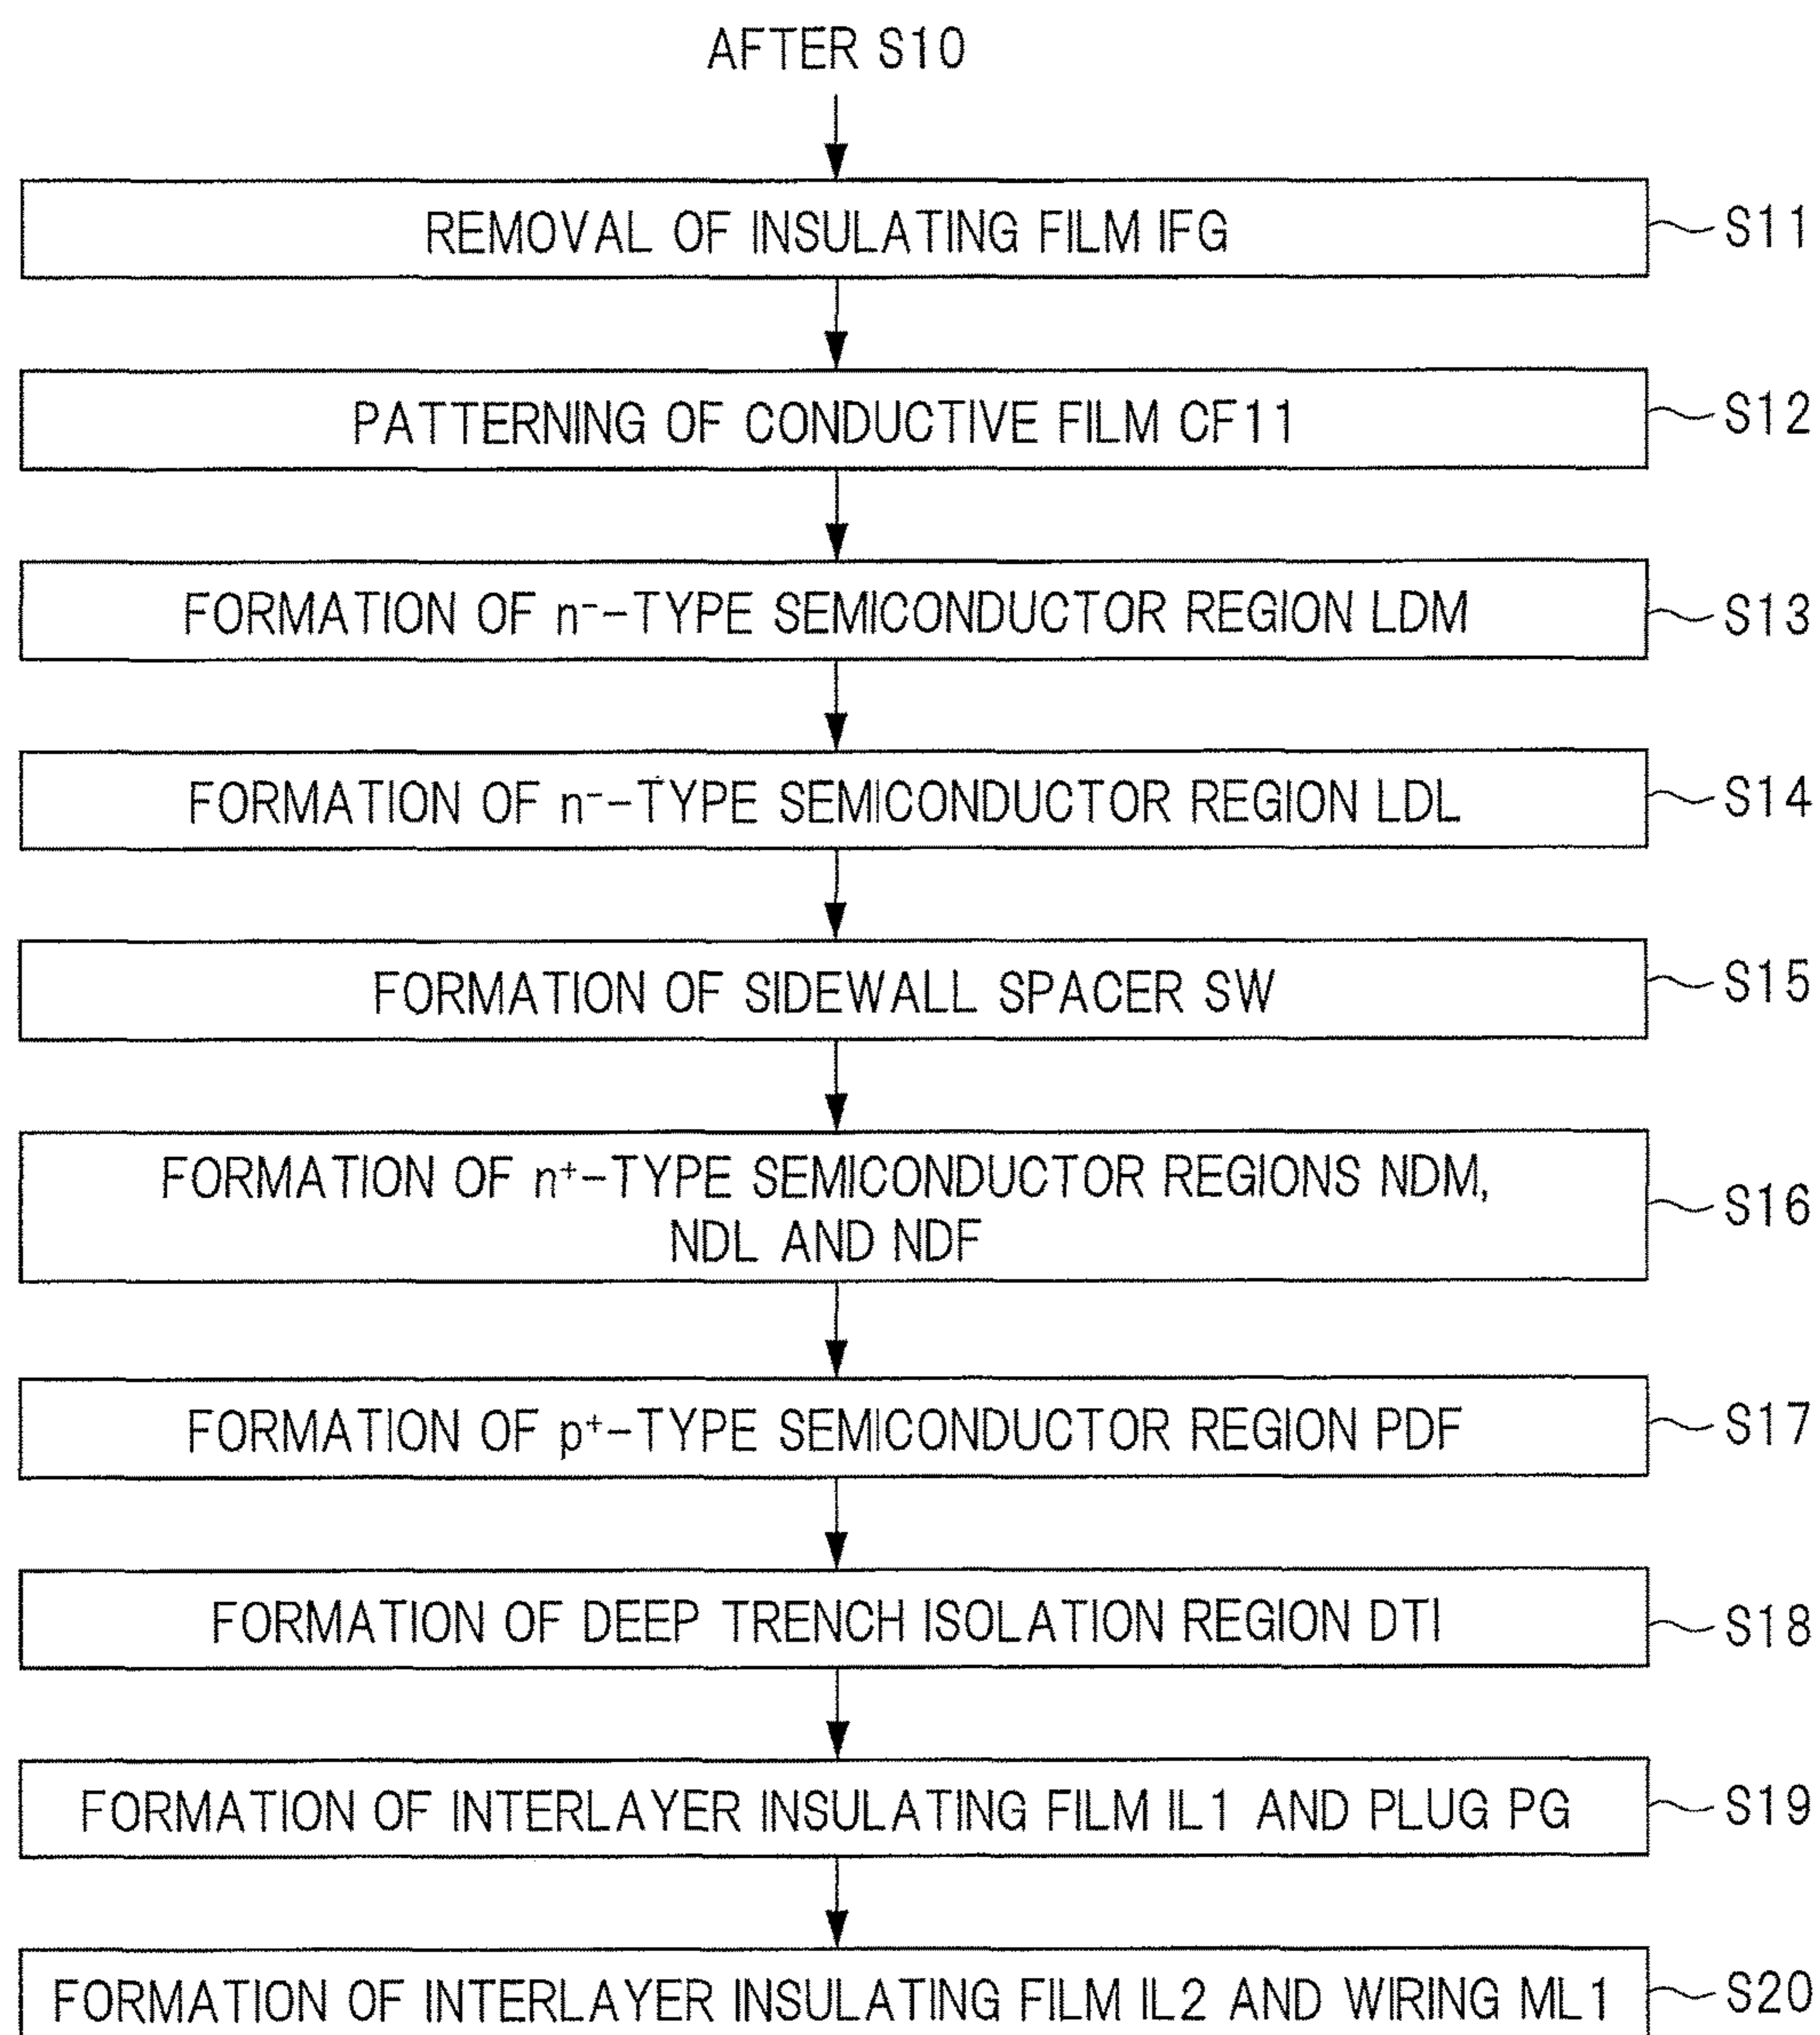 AFTER S10
REMOVAL OF INSULATING FILM IFG
S11
PATTERNING OF CONDUCTIVE FILM CF11
S12
FORMATION OF n⁻-TYPE SEMICONDUCTOR REGION LDM
S13
FORMATION OF n⁻-TYPE SEMICONDUCTOR REGION LDL
S14
FORMATION OF SIDEWALL SPACER SW
S15
FORMATION OF n⁺-TYPE SEMICONDUCTOR REGIONS NDM,
NDL AND NDF
S16
FORMATION OF p⁺-TYPE SEMICONDUCTOR REGION PDF
S17
FORMATION OF DEEP TRENCH ISOLATION REGION DTI
S18
FORMATION OF INTERLAYER INSULATING FILM IL1 AND PLUG PG
S19
FORMATION OF INTERLAYER INSULATING FILM IL2 AND WIRING ML1
S20